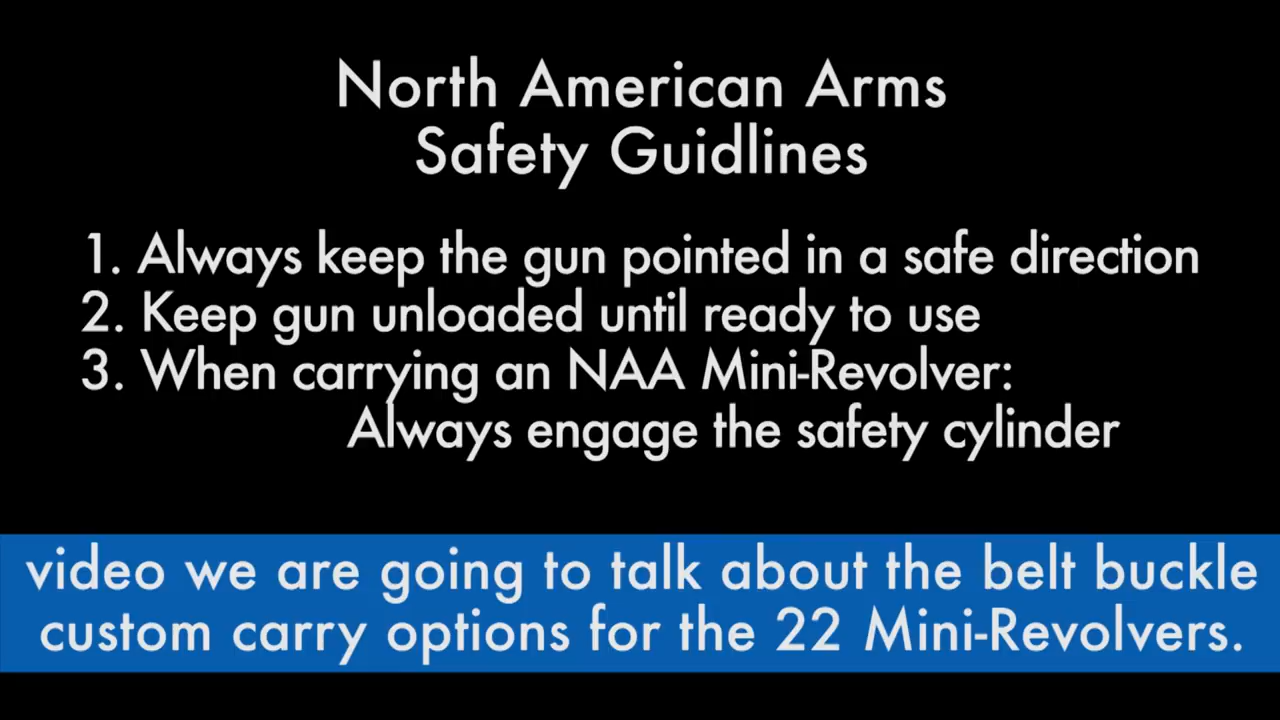 North American Arms
Safety Guidlines
1. Always keep the gun pointed in a safe direction
2. Keep gun unloaded until ready to use
3. When carrying an NAA Mini-Revolver:
Always engage the safety cylinder
video we are going to talk about the belt buckle
custom carry options for the 22 Mini-Revolvers.